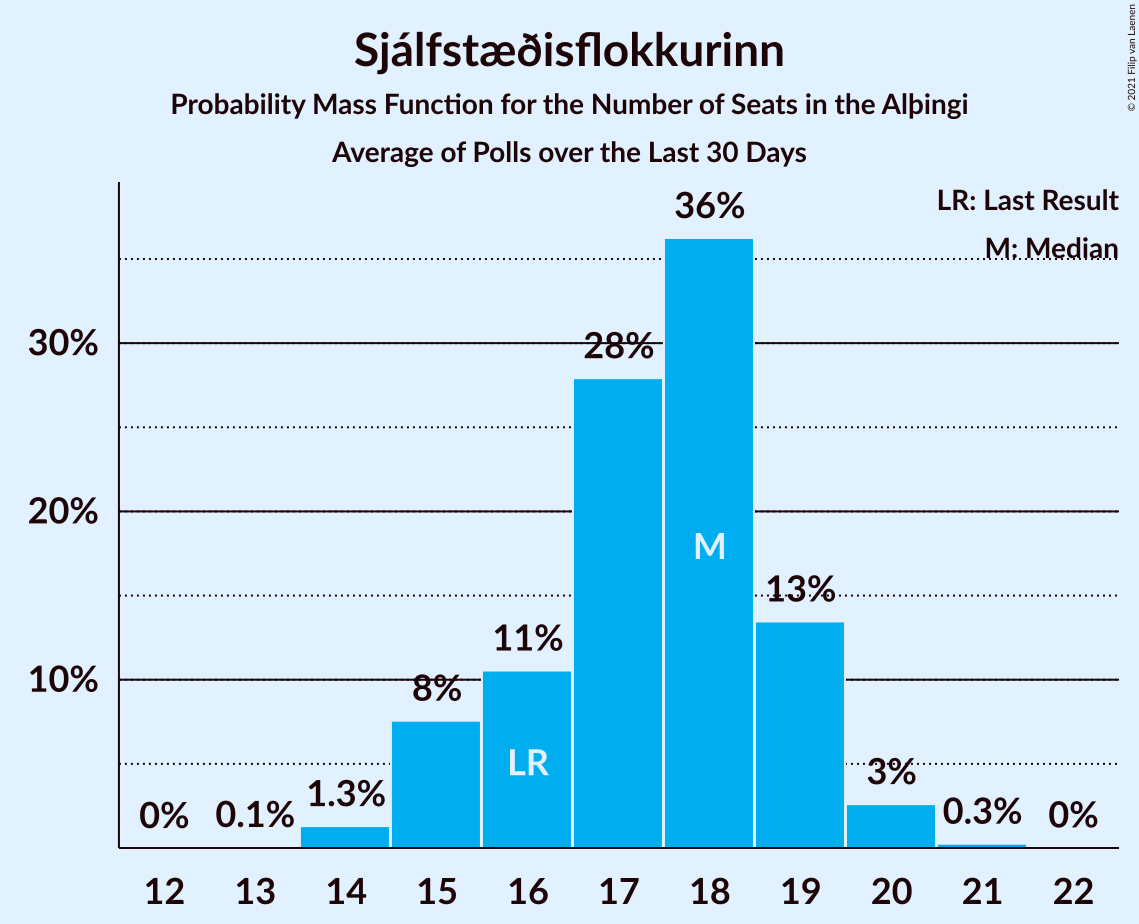 Sjálfstæðisflokkurinn
Probability Mass Function for the Number of Seats in the Alþingi
Average of Polls over the Last 30 Days
© 2021 Filip van Laenen
LR: Last Result
M: Median
30%
20%
10%
0%
0.1%
1.3%
8%
11%
28%
36%
13%
3%
0.3%
0%
LR
M
12 13 14 15 16 17 18 19 20 21 22